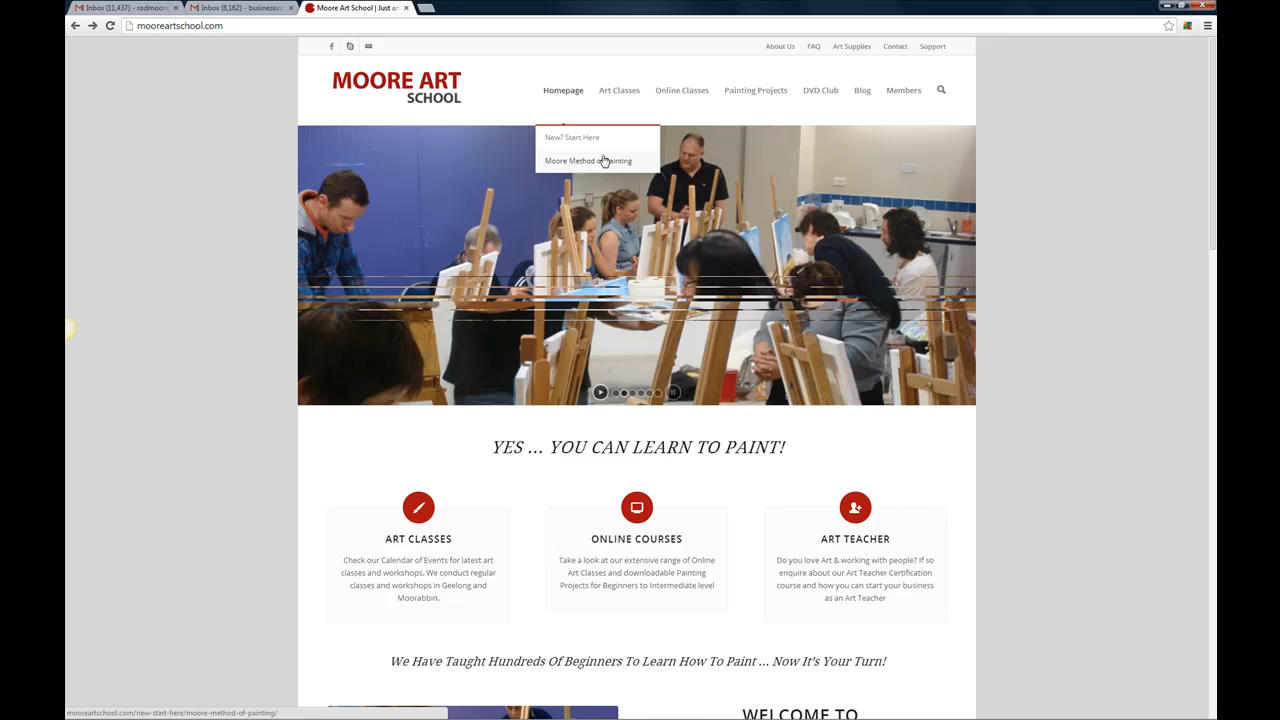 Inbox (11,437) - rodmoor
Inbox (8,162) - business
Moore Art School | Just an
mooreartschool.com
About Us FAQ Art Supplies Contact Support
MOORE ART
SCHOOL
Homepage Art Classes Online Classes Painting Projects DVD Club Blog Members
New? Start Here
Moore Method of Painting
YES ... YOU CAN LEARN TO PAINT!
ART CLASSES
Check our Calendar of Events for latest art
classes and workshops. We conduct regular
classes and workshops in Geelong and
Moorabbin.
ONLINE COURSES
Take a look at our extensive range of Online
Art Classes and downloadable Painting
Projects for Beginners to Intermediate level
ART TEACHER
Do you love Art & working with people? If so
enquire about our Art Teacher Certification
course and how you can start your business
as an Art Teacher
We Have Taught Hundreds Of Beginners To Learn How To Paint ... Now It's Your Turn!
WELCOME TO
mooreartschool.com/new-start-here/moore-method-of-painting/